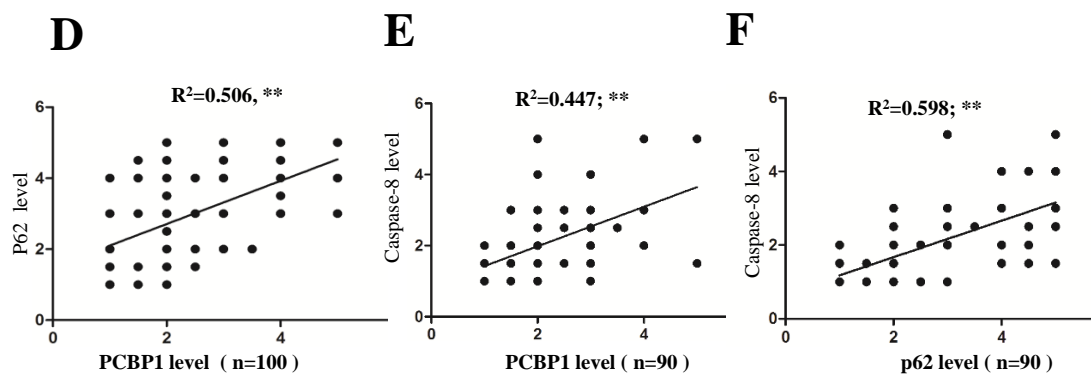 D
R²=0.506, **
P62 level
6
4
2
0
0
2
4
PCBP1 level ( n=100 )
E
R²=0.447; **
Caspase-8 level
6
4
2
0
0
2
4
PCBP1 level ( n=90 )
F
R²=0.598; **
Caspase-8 level
6
4
2
0
0
2
4
p62 level ( n=90 )